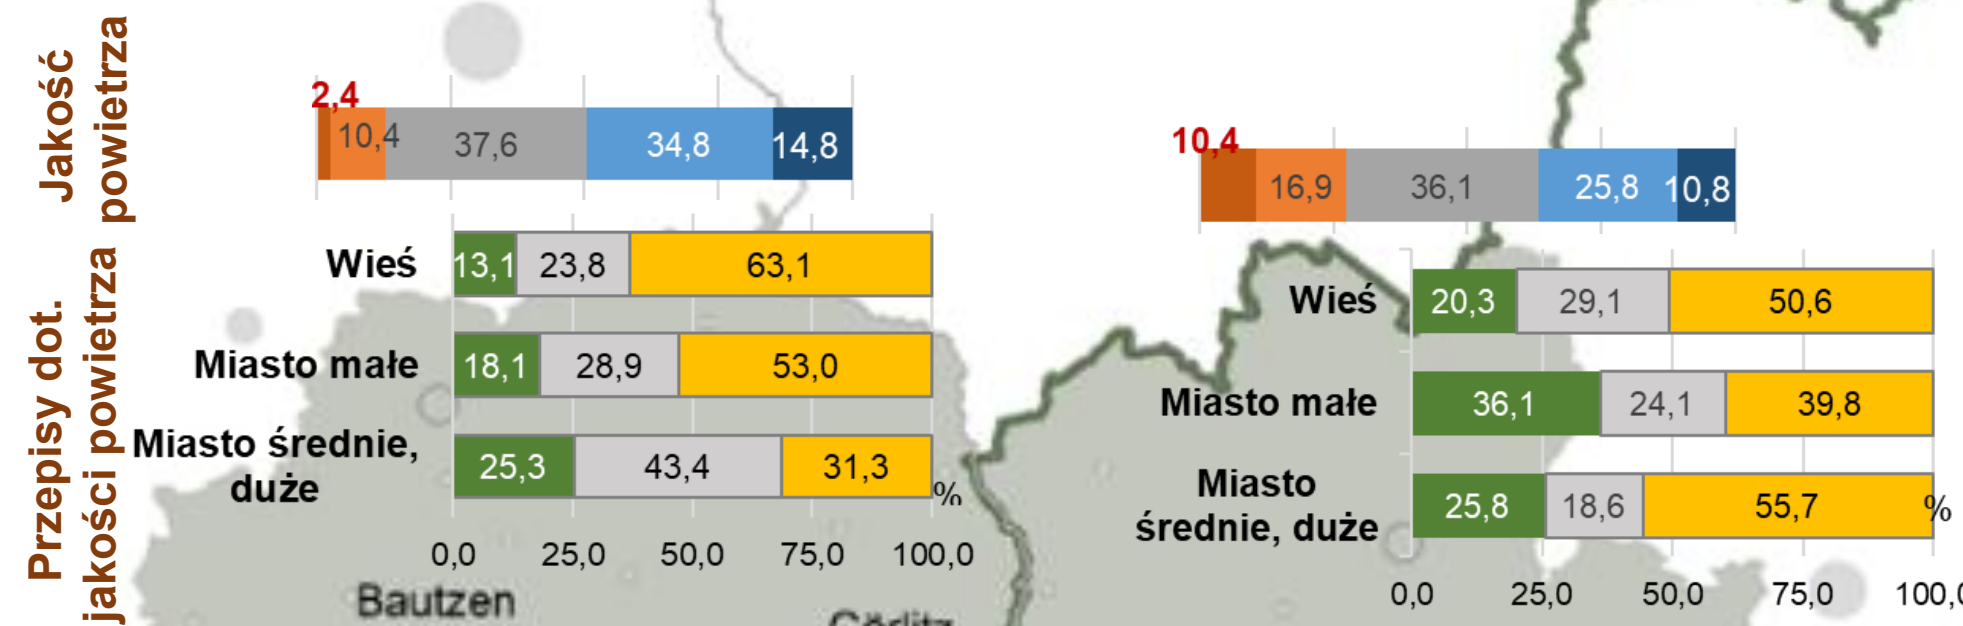 Jakość
powietrza
2,4
10,4 37,6 34,8 14,8
10,4
16,9 36,1 25,8 10,8
Przepisy dot.
jakości powietrza
Wieś 13,1 23,8 63,1
Miasto małe 18,1 28,9 53,0
Miasto średnie,
duże 25,3 43,4 31,3 %
0,0 25,0 50,0 75,0 100,0
Wieś 20,3 29,1 50,6
Miasto małe 36,1 24,1 39,8
Miasto
średnie, duże 25,8 18,6 55,7 %
0,0 25,0 50,0 75,0 100,0
Bautzen
Görlitz